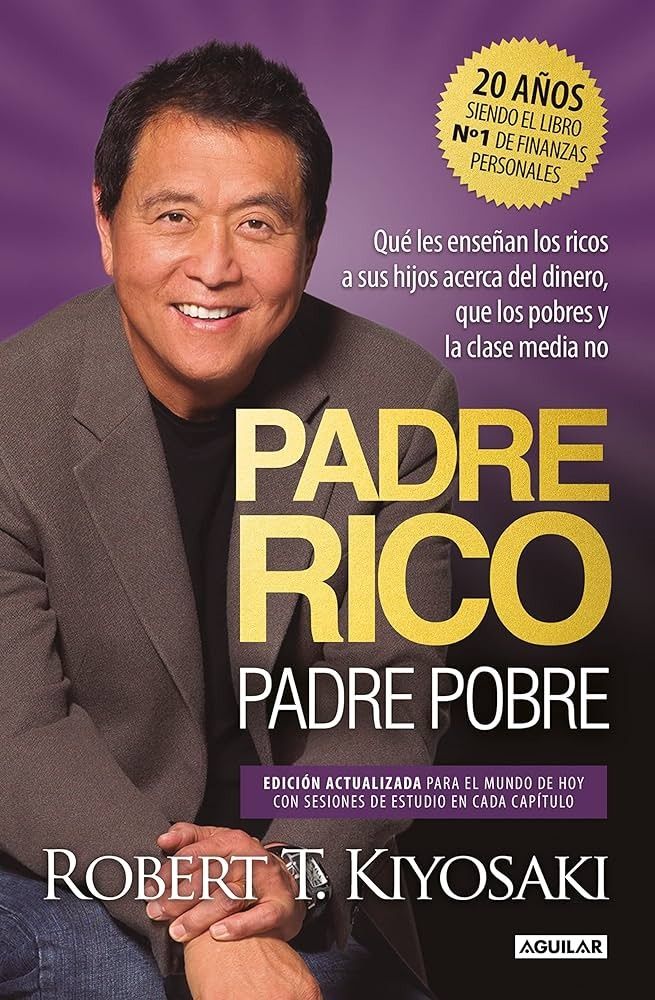 20 AÑOS
SIENDO EL LIBRO
Nº1 DE FINANZAS
PERSONALES
Qué les enseñan los ricos
a sus hijos acerca del dinero,
que los pobres y
la clase media no
PADRE
RICO
PADRE POBRE
EDICIÓN ACTUALIZADA PARA EL MUNDO DE HOY
CON SESIONES DE ESTUDIO EN CADA CAPÍTULO
ROBERT T. KIYOSAKI
AGUILAR